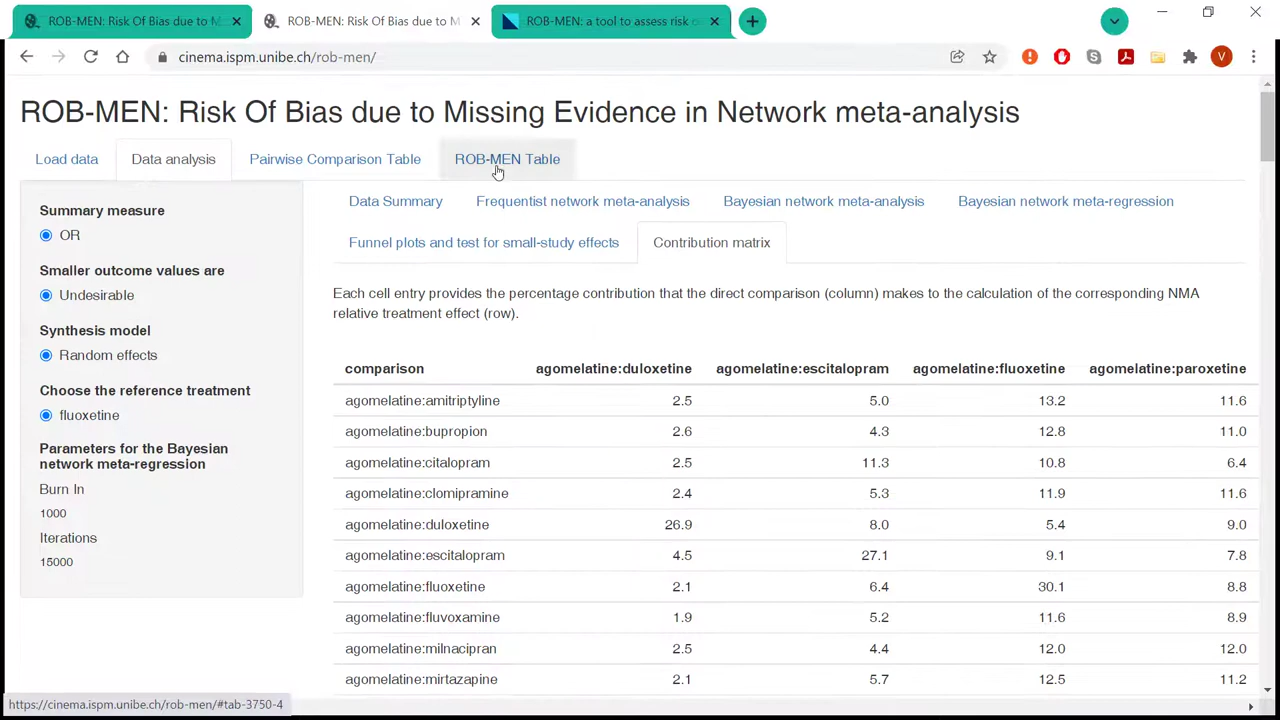 ROB-MEN: Risk Of Bias due to M
ROB-MEN: Risk Of Bias due to M
ROB-MEN: a tool to assess risk o
cinema.ispm.unibe.ch/rob-men/
V
ROB-MEN: Risk Of Bias due to Missing Evidence in Network meta-analysis
Load data
Data analysis
Pairwise Comparison Table
ROB-MEN Table
Summary measure
OR
Smaller outcome values are
Undesirable
Synthesis model
Random effects
Choose the reference treatment
fluoxetine
Parameters for the Bayesian
network meta-regression
Burn In
1000
Iterations
15000
Data Summary
Frequentist network meta-analysis
Bayesian network meta-analysis
Bayesian network meta-regression
Funnel plots and test for small-study effects
Contribution matrix
Each cell entry provides the percentage contribution that the direct comparison (column) makes to the calculation of the corresponding NMA
relative treatment effect (row).
comparison agomelatine:duloxetine agomelatine:escitalopram agomelatine:fluoxetine agomelatine:paroxetine
agomelatine:amitriptyline 2.5 5.0 13.2 11.6
agomelatine:bupropion 2.6 4.3 12.8 11.0
agomelatine:citalopram 2.5 11.3 10.8 6.4
agomelatine:clomipramine 2.4 5.3 11.9 11.6
agomelatine:duloxetine 26.9 8.0 5.4 9.0
agomelatine:escitalopram 4.5 27.1 9.1 7.8
agomelatine:fluoxetine 2.1 6.4 30.1 8.8
agomelatine:fluvoxamine 1.9 5.2 11.6 8.9
agomelatine:milnacipran 2.5 4.4 12.0 12.0
agomelatine:mirtazapine 2.1 5.7 12.5 11.2
https://cinema.ispm.unibe.ch/rob-men/#tab-3750-4